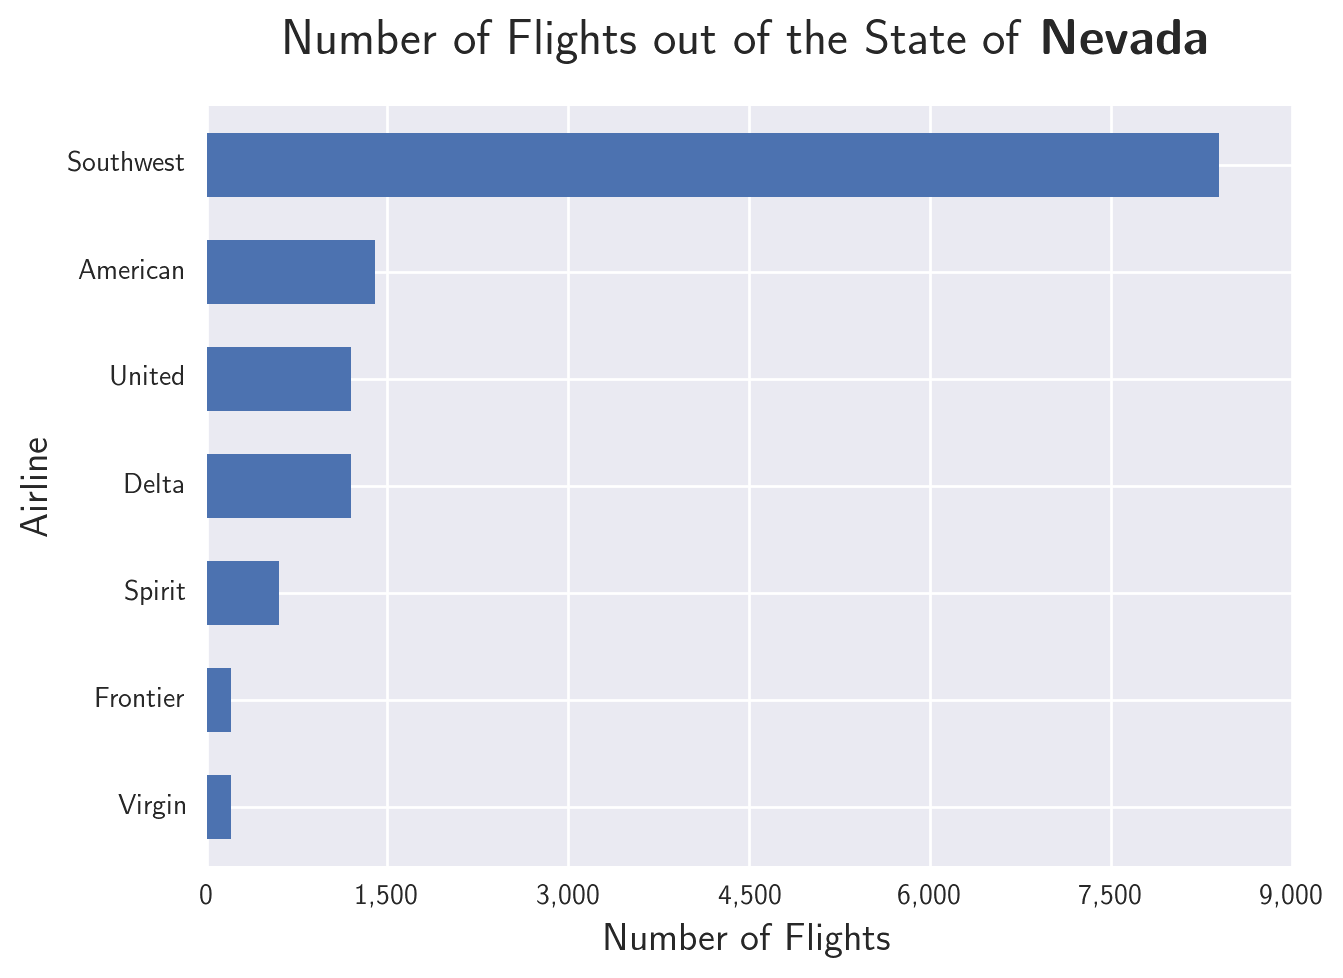 Number of Flights out of the State of Nevada
Southwest
American
United
Delta
Spirit
Frontier
Virgin
Airline
0 1,500 3,000 4,500 6,000 7,500 9,000
Number of Flights